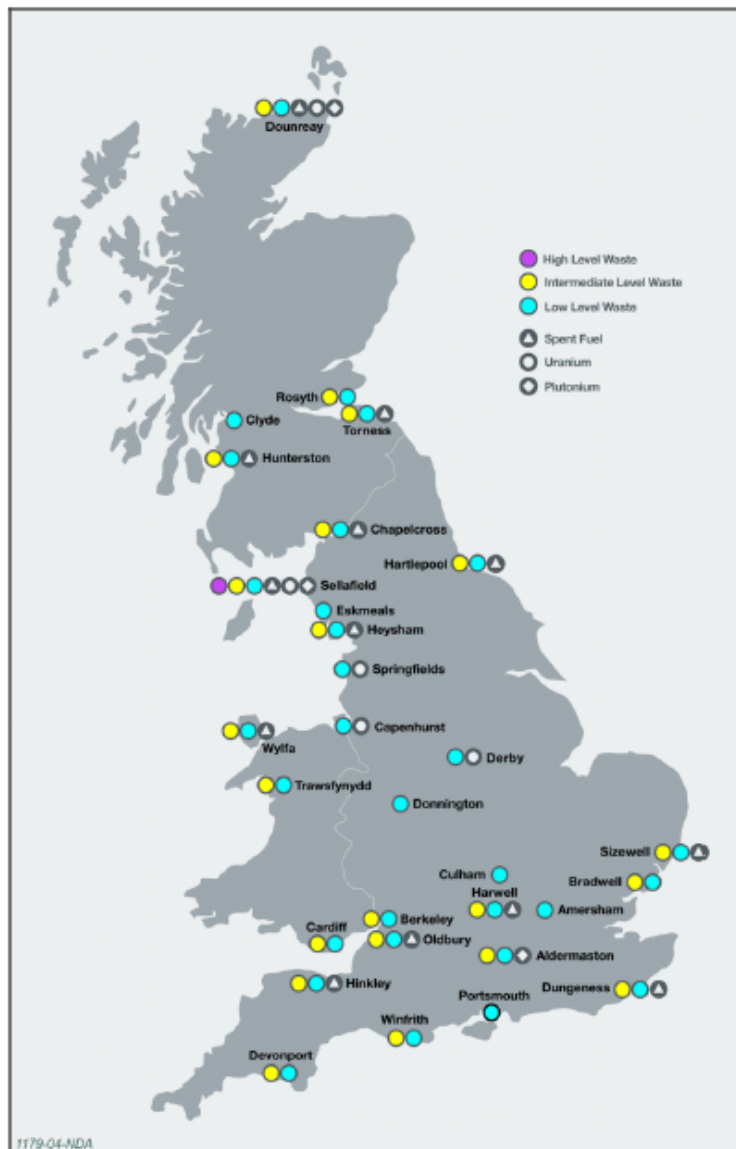 Dounreay
High Level Waste
Intermediate Level Waste
Low Level Waste
Spent Fuel
Uranium
Plutonium
Rosyth
Clyde
Torness
Hunterston
Chapelcross
Hartlepool
Sellafield
Eskmeals
Heysham
Springfields
Capenhurst
Wylfa
Derby
Trawsfynydd
Donnington
Sizewell
Culham
Bradwell
Harwell
Amersham
Berkeley
Cardiff
Oldbury
Aldermaston
Hinkley
Dungeness
Portsmouth
Winfrith
Devonport
1179-04-NDA